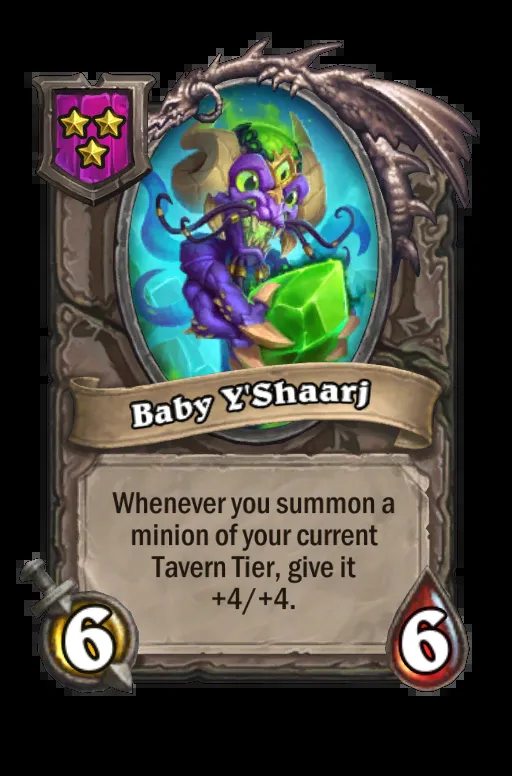 Baby Y'Shaarj
Whenever you summon a
minion of your current
Tavern Tier, give it
+4/+4.
6
6